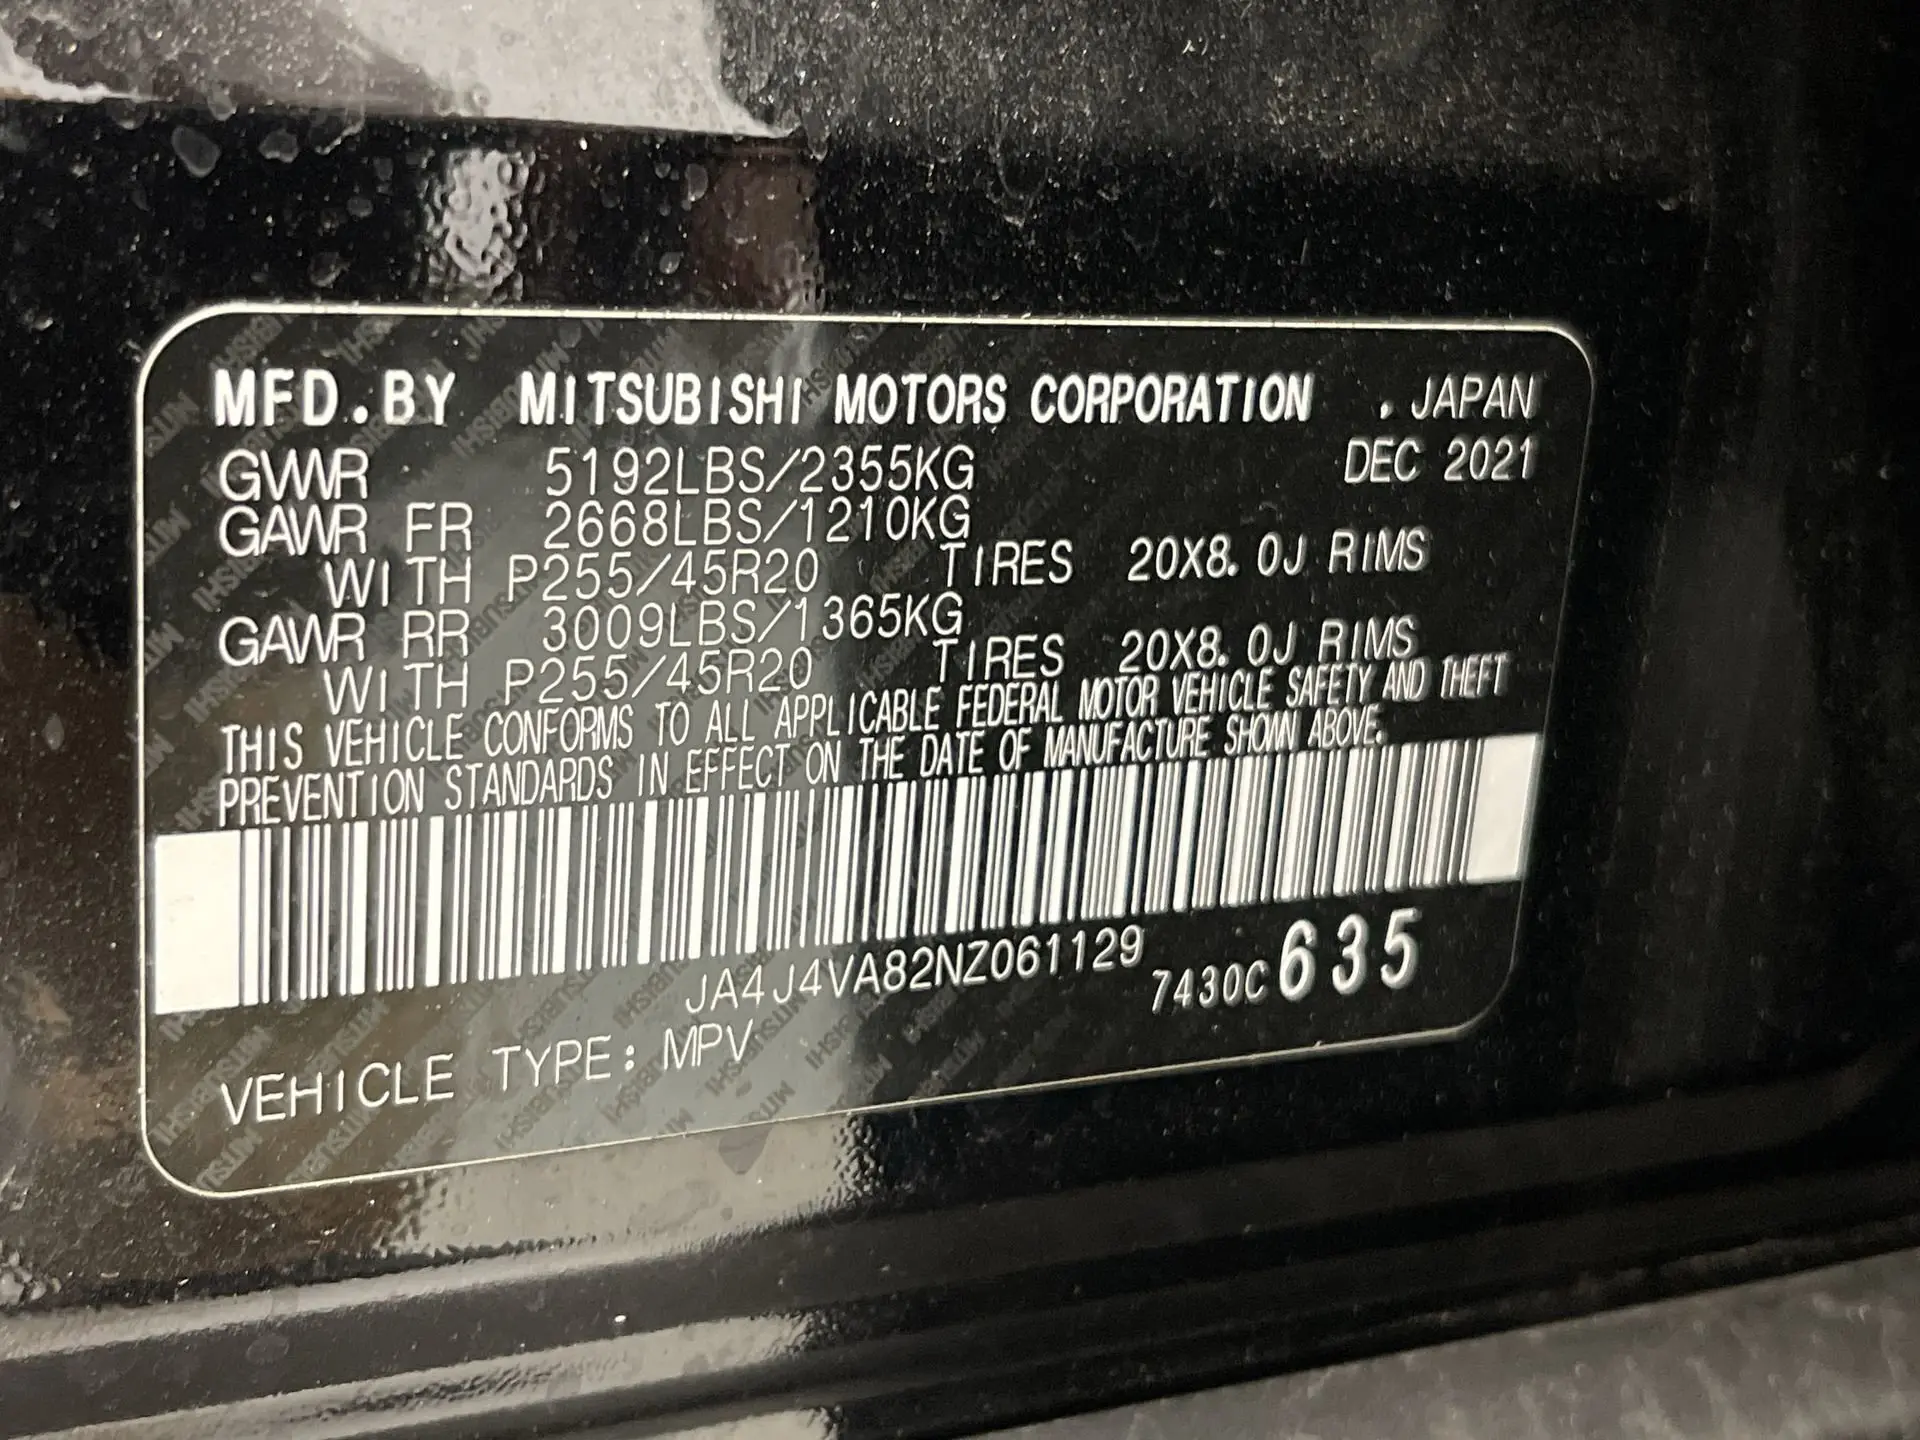 MFD.BY MITSUBISHI MOTORS CORPORATION , JAPAN
GVWR 5192LBS/2355KG DEC 2021
GAWR FR 2668LBS/1210KG
WITH P255/45R20 TIRES 20X8.0J RIMS
GAWR RR 3009LBS/1365KG
WITH P255/45R20 TIRES 20X8.0J RIMS
THIS VEHICLE CONFORMS TO ALL APPLICABLE FEDERAL MOTOR VEHICLE SAFETY AND THEFT
PREVENTION STANDARDS IN EFFECT ON THE DATE OF MANUFACTURE SHOWN ABOVE.
JA4J4VA82NZ061129 7430C635
VEHICLE TYPE: MPV